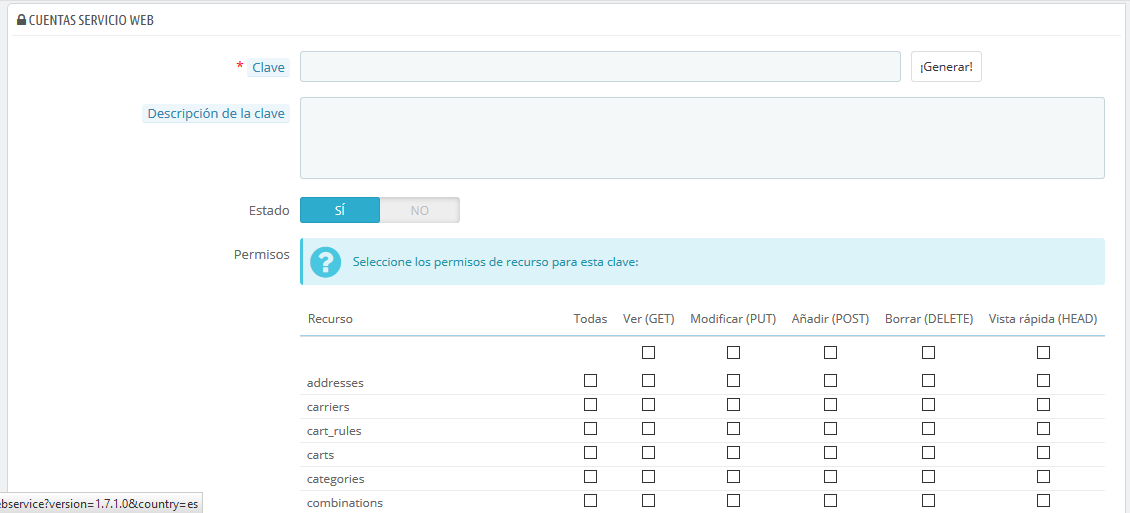 CUENTAS SERVICIO WEB
* Clave ¡Generar!
Descripción de la clave
Estado SÍ NO
Permisos ? Seleccione los permisos de recurso para esta clave:
Recurso Todas Ver (GET) Modificar (PUT) Añadir (POST) Borrar (DELETE) Vista rápida (HEAD)
addresses
carriers
cart_rules
carts
categories
combinations
ebservice?version=1.7.1.0&country=es